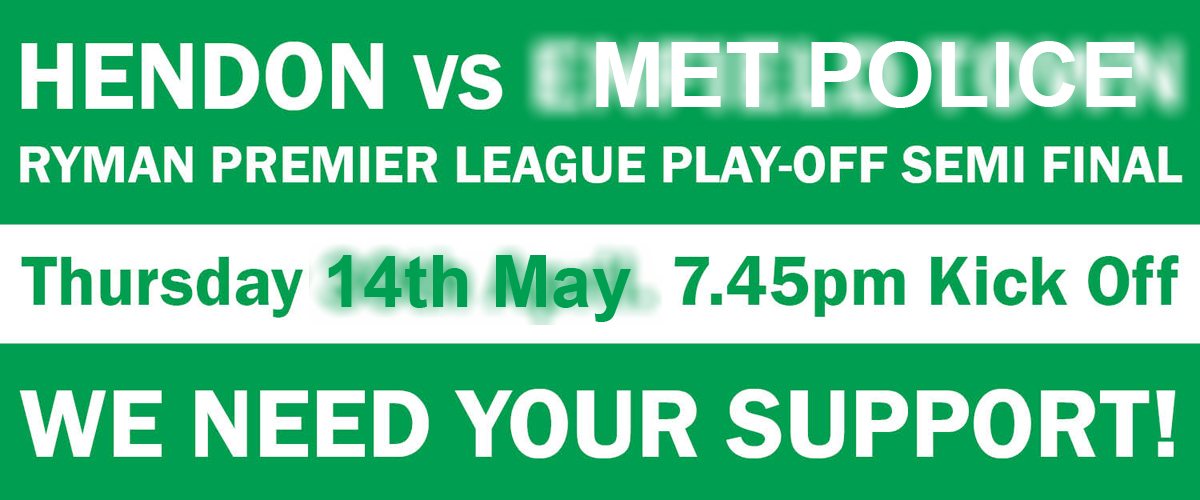 HENDON VS MET POLICE
RYMAN PREMIER LEAGUE PLAY-OFF SEMI FINAL
Thursday 14th May. 7.45pm Kick Off
WE NEED YOUR SUPPORT!